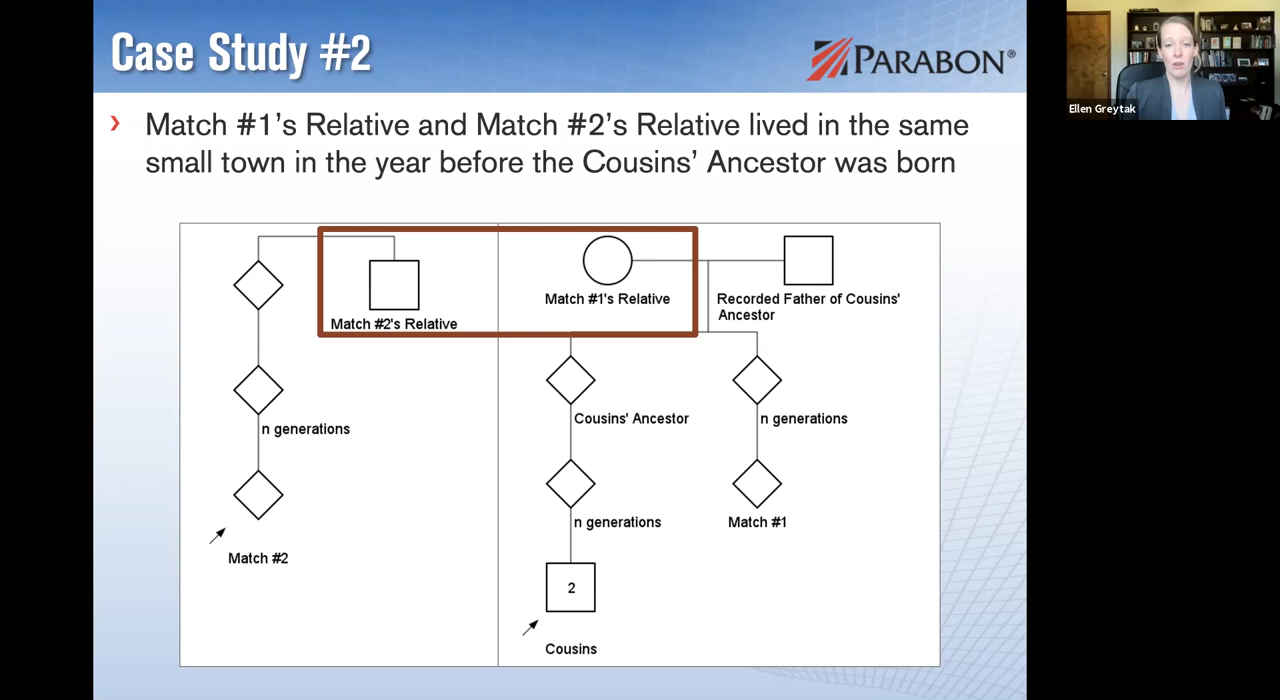 Case Study #2
PARABON®
Ellen Greytak
› Match #1’s Relative and Match #2’s Relative lived in the same
small town in the year before the Cousins’ Ancestor was born
Match #2's Relative
Match #1's Relative
Recorded Father of Cousins'
Ancestor
n generations
Cousins' Ancestor
n generations
Match #2
n generations
Match #1
2
Cousins